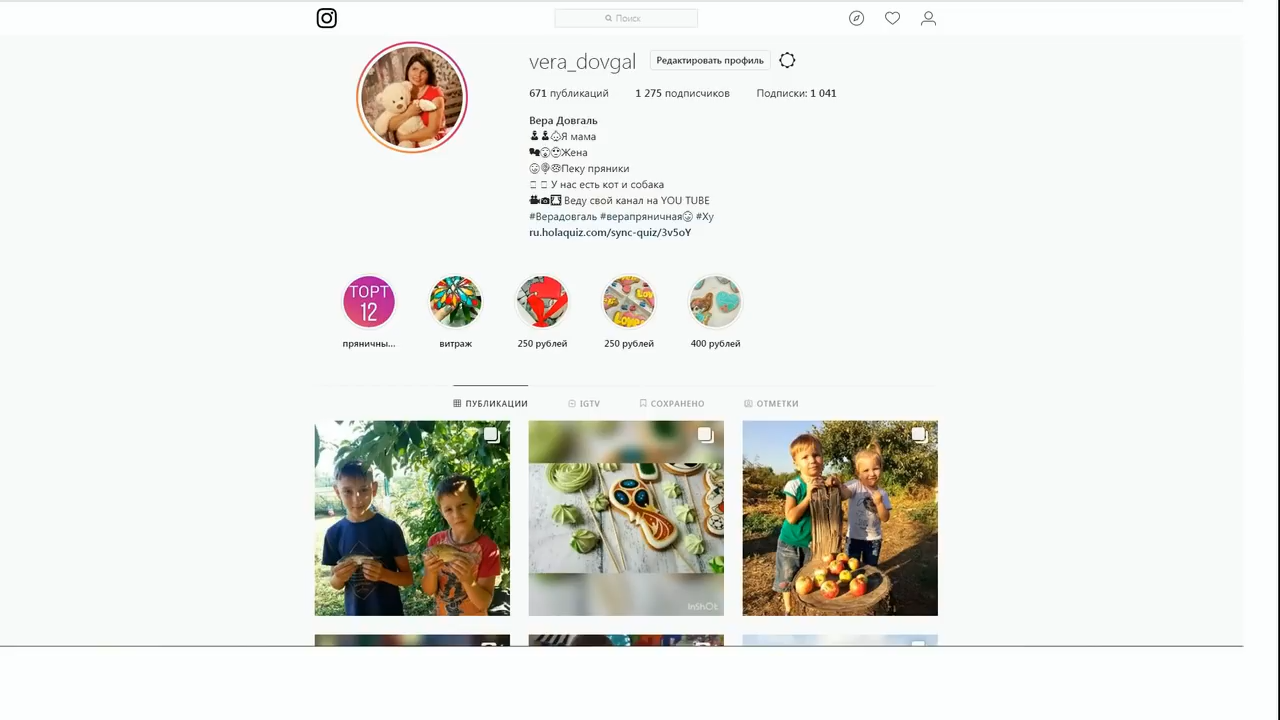 Поиск
vera_dovgal Редактировать профиль
671 публикаций 1 275 подписчиков Подписки: 1 041
Вера Довгаль
Я мама
Жена
Пеку пряники
У нас есть кот и собака
Веду свой канал на YOU TUBE
#Верадовгаль #верапряничная #Ху
ru.holaquiz.com/sync-quiz/3v5oY
ТОРТ
12
пряничны... витраж 250 рублей 250 рублей 400 рублей
ПУБЛИКАЦИИ IGTV СОХРАНЕНО ОТМЕТКИ
InShOt